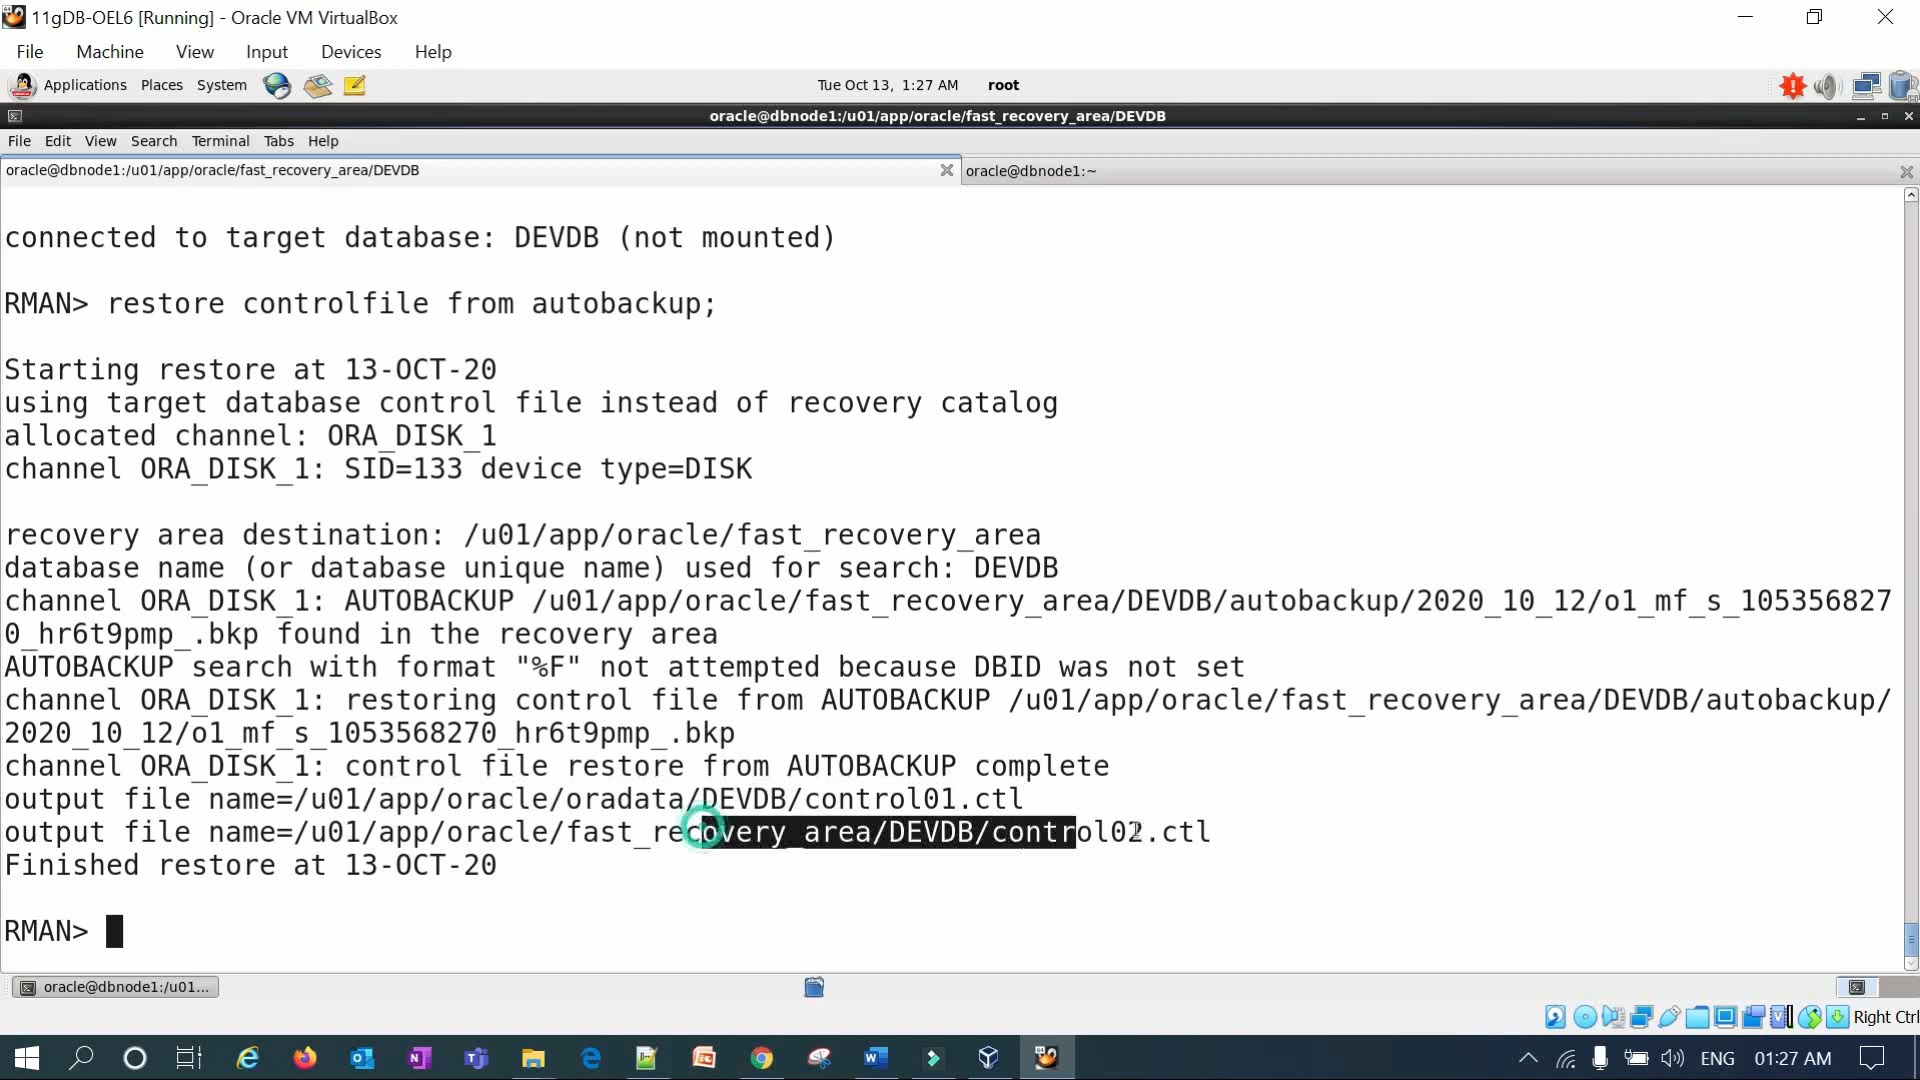 11gDB-OEL6 [Running] - Oracle VM VirtualBox
File Machine View Input Devices Help
Applications Places System Tue Oct 13, 1:27 AM root
oracle@dbnode1:/u01/app/oracle/fast_recovery_area/DEVDB
File Edit View Search Terminal Tabs Help
oracle@dbnode1:/u01/app/oracle/fast_recovery_area/DEVDB oracle@dbnode1:~
connected to target database: DEVDB (not mounted)
RMAN> restore controlfile from autobackup;
Starting restore at 13-OCT-20
using target database control file instead of recovery catalog
allocated channel: ORA_DISK_1
channel ORA_DISK_1: SID=133 device type=DISK
recovery area destination: /u01/app/oracle/fast_recovery_area
database name (or database unique name) used for search: DEVDB
channel ORA_DISK_1: AUTOBACKUP /u01/app/oracle/fast_recovery_area/DEVDB/autobackup/2020_10_12/o1_mf_s_105356827
0_hr6t9pmp_.bkp found in the recovery area
AUTOBACKUP search with format "%F" not attempted because DBID was not set
channel ORA_DISK_1: restoring control file from AUTOBACKUP /u01/app/oracle/fast_recovery_area/DEVDB/autobackup/
2020_10_12/o1_mf_s_1053568270_hr6t9pmp_.bkp
channel ORA_DISK_1: control file restore from AUTOBACKUP complete
output file name=/u01/app/oracle/oradata/DEVDB/control01.ctl
output file name=/u01/app/oracle/fast_recovery_area/DEVDB/control02.ctl
Finished restore at 13-OCT-20
RMAN>
oracle@dbnode1:/u01...
Right Ctrl
ENG 01:27 AM